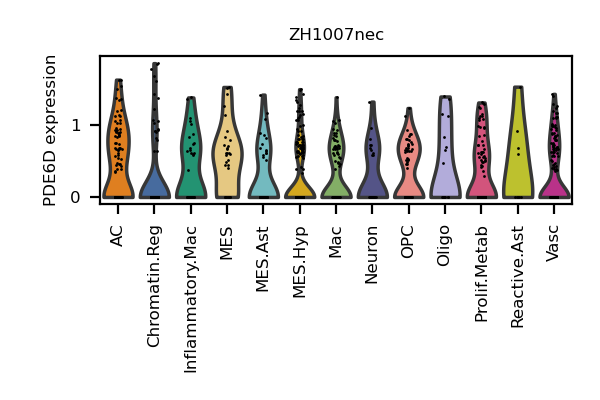 ZH1007nec
PDE6D expression
1
0
AC
Chromatin.Reg
Inflammatory.Mac
MES
MES.Ast
MES.Hyp
Mac
Neuron
OPC
Oligo
Prolif.Metab
Reactive.Ast
Vasc